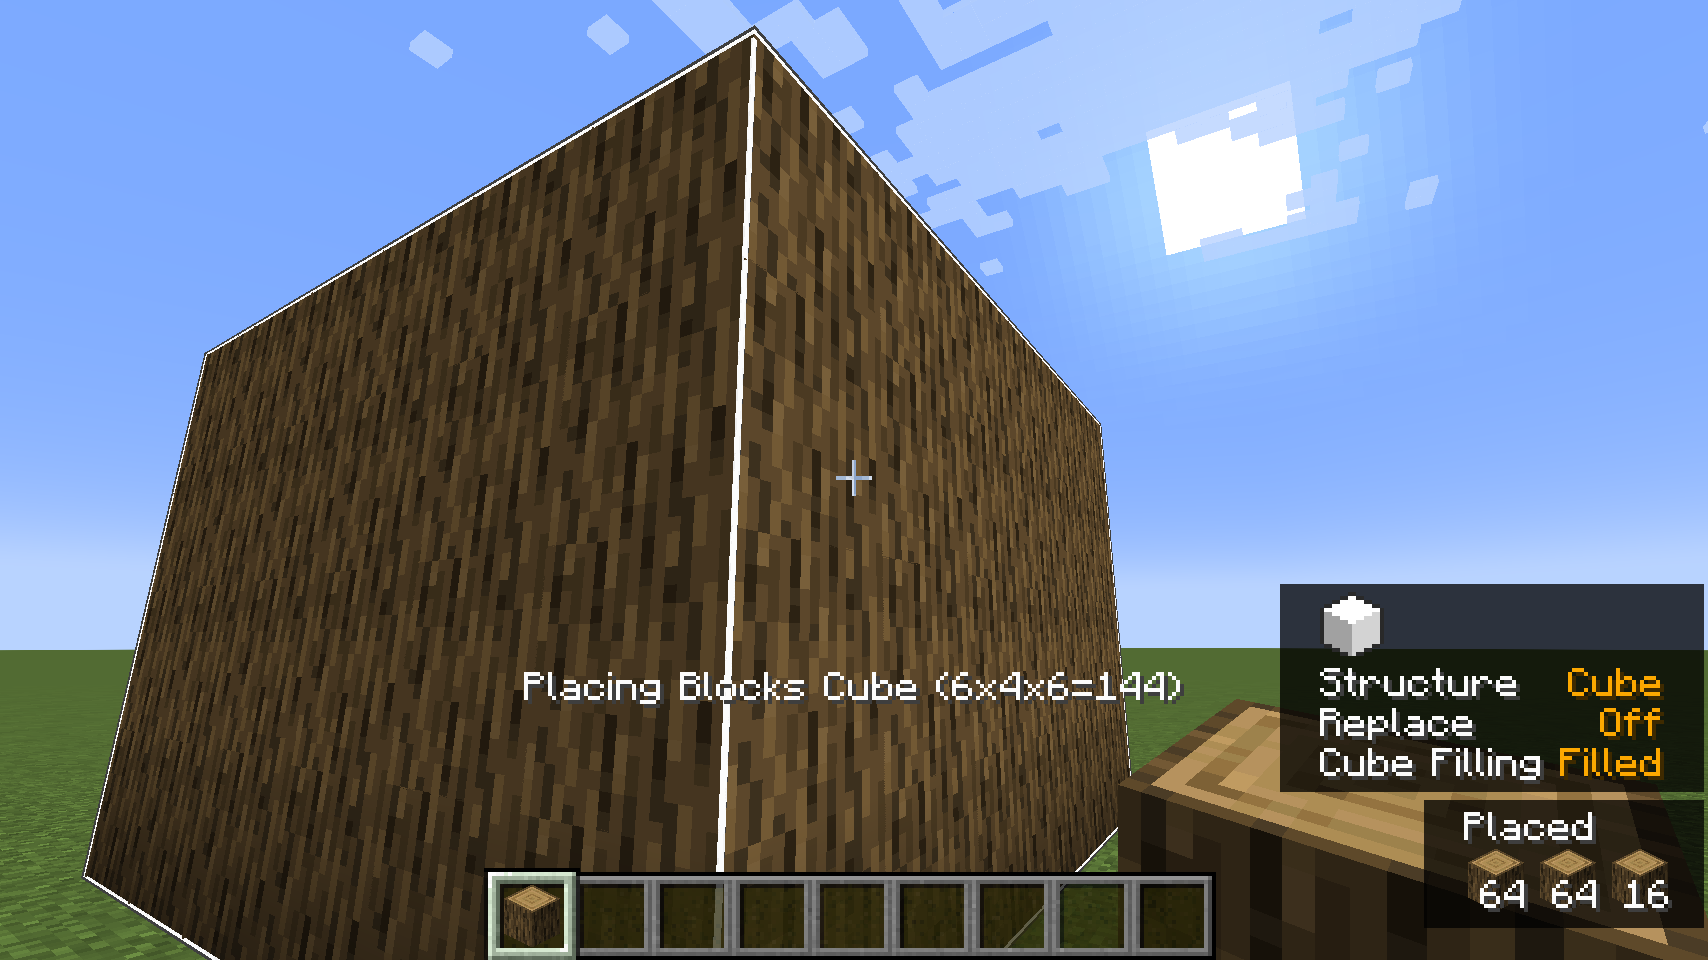 Placing Blocks Cube (6x4x6=144)
Structure Cube
Replace Off
Cube Filling Filled
Placed
64 64 16